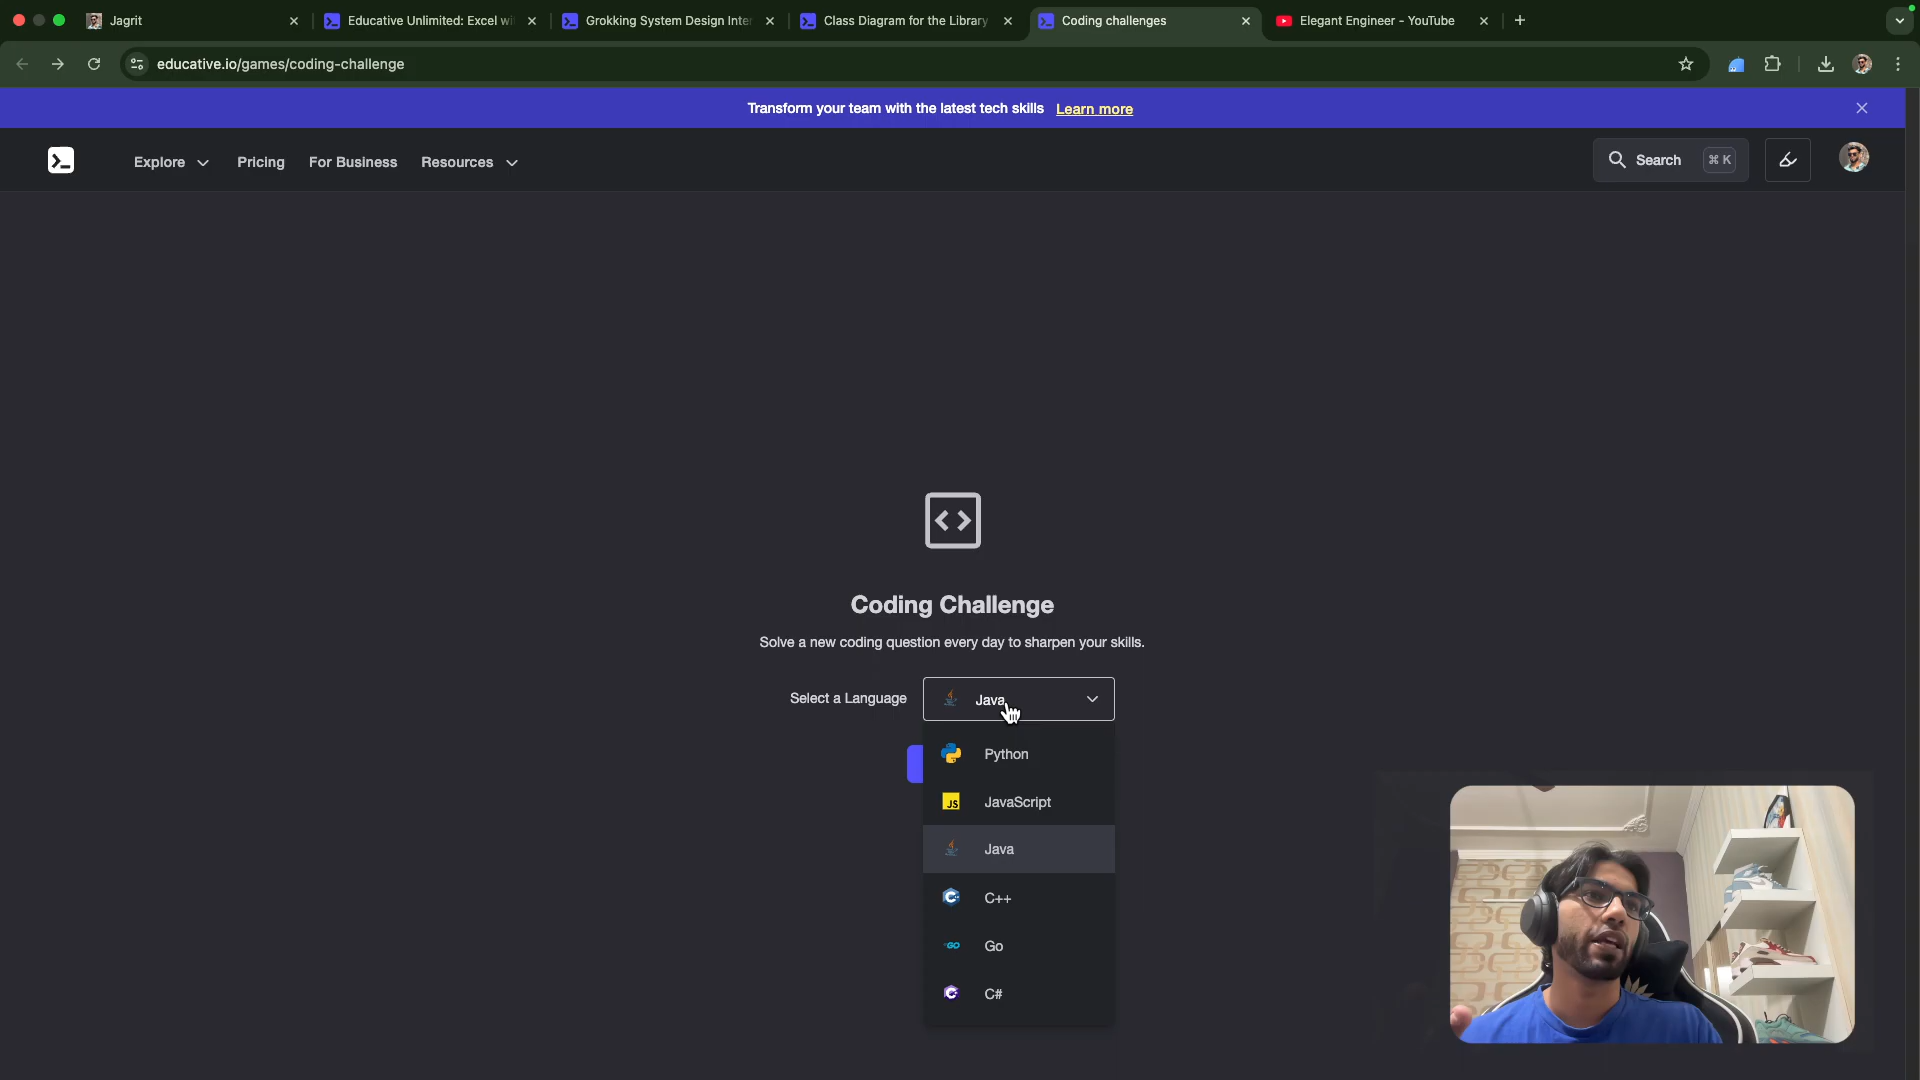 Jagrit
Educative Unlimited: Excel wi
Grokking System Design Inter
Class Diagram for the Library
Coding challenges
Elegant Engineer - YouTube
educative.io/games/coding-challenge
Transform your team with the latest tech skills Learn more
Explore
Pricing
For Business
Resources
Search ⌘ K
Coding Challenge
Solve a new coding question every day to sharpen your skills.
Select a Language
Java
Python
JS JavaScript
Java
C++
GO Go
C#